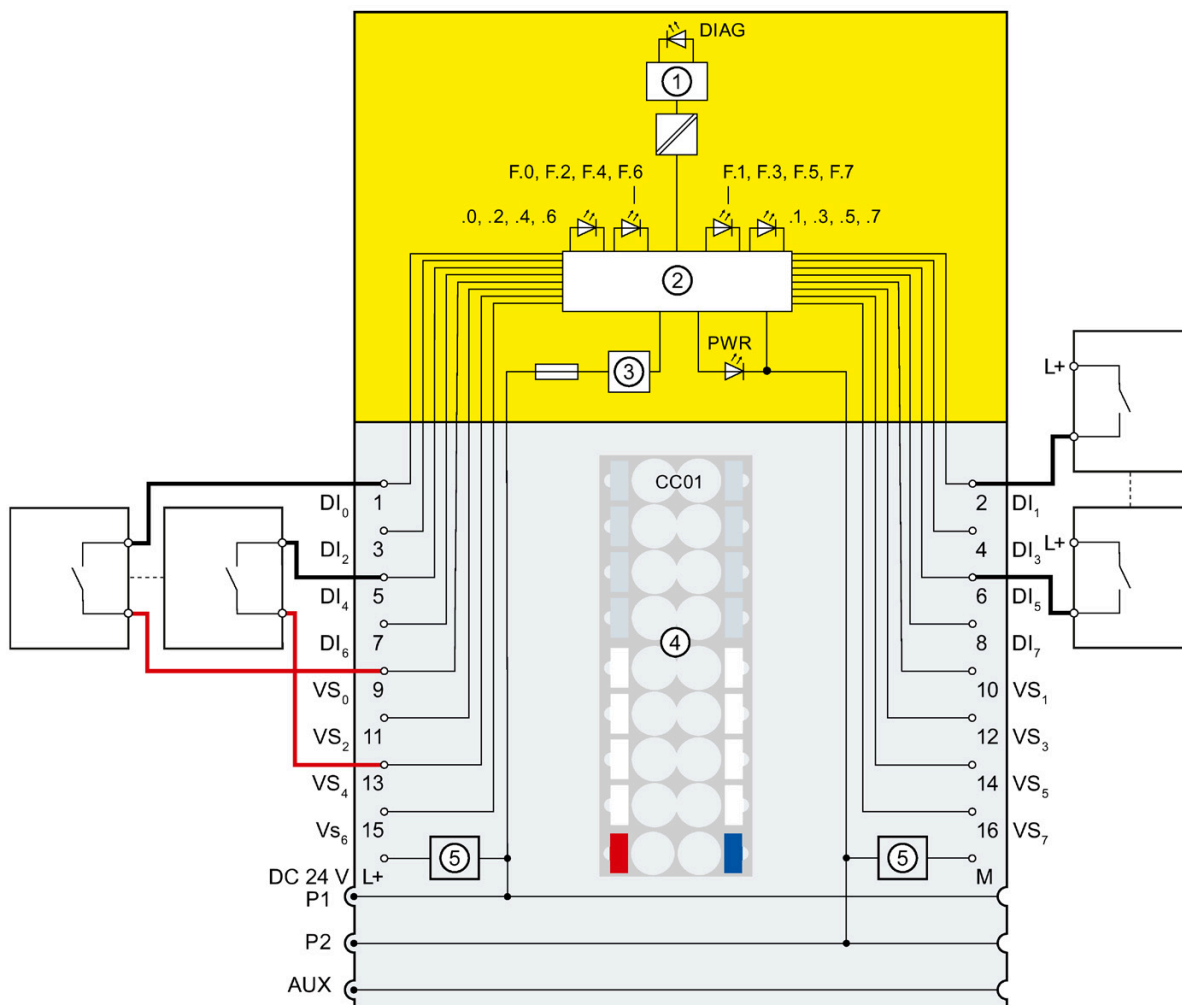 DIAG
①
F.0, F.2, F.4, F.6 F.1, F.3, F.5, F.7
.0, .2, .4, .6 .1, .3, .5, .7
②
PWR
③
L+
CC01
DI₀ 1 2 DI₁
DI₂ 3 4 DI₃
L+
DI₄ 5 6 DI₅
DI₆ 7 ④ 8 DI₇
VS₀ 9 10 VS₁
VS₂ 11 12 VS₃
VS₄ 13 14 VS₅
Vs₆ 15 16 VS₇
⑤ ⑤
DC 24 V L+ M
P1
P2
AUX